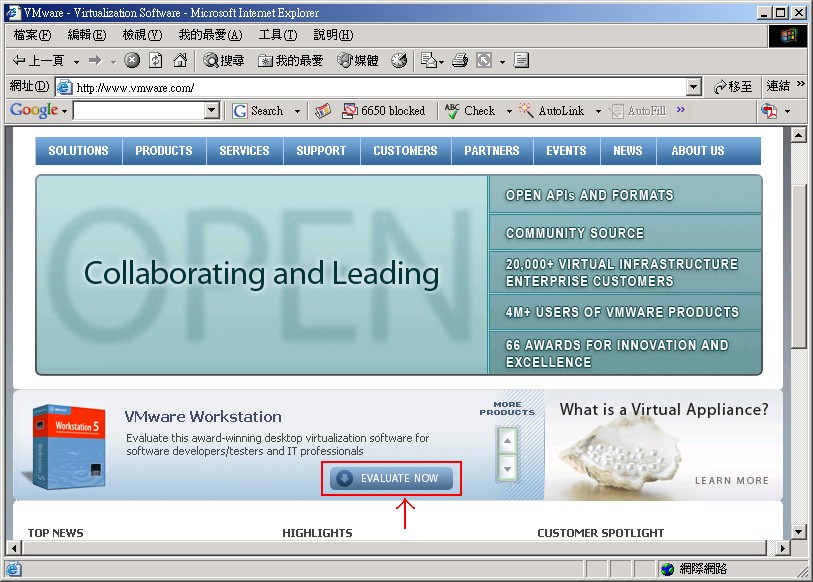 VMware - Virtualization Software - Microsoft Internet Explorer
檔案(F) 編輯(E) 檢視(V) 我的最愛(A) 工具(T) 說明(H)
上一頁 搜尋 我的最愛 媒體
網址(D) http://www.vmware.com/ 移至 連結 »
Google Search 6650 blocked ABC Check AutoLink AutoFill »
SOLUTIONS PRODUCTS SERVICES SUPPORT CUSTOMERS PARTNERS EVENTS NEWS ABOUT US
OPEN
Collaborating and Leading
OPEN APIs AND FORMATS
COMMUNITY SOURCE
20,000+ VIRTUAL INFRASTRUCTURE
ENTERPRISE CUSTOMERS
4M+ USERS OF VMWARE PRODUCTS
66 AWARDS FOR INNOVATION AND
EXCELLENCE
Workstation 5
Workstation 5
VMware Workstation
Evaluate this award-winning desktop virtualization software for
software developers/testers and IT professionals
EVALUATE NOW
MORE
PRODUCTS
What is a Virtual Appliance?
LEARN MORE
TOP NEWS HIGHLIGHTS CUSTOMER SPOTLIGHT
網際網路